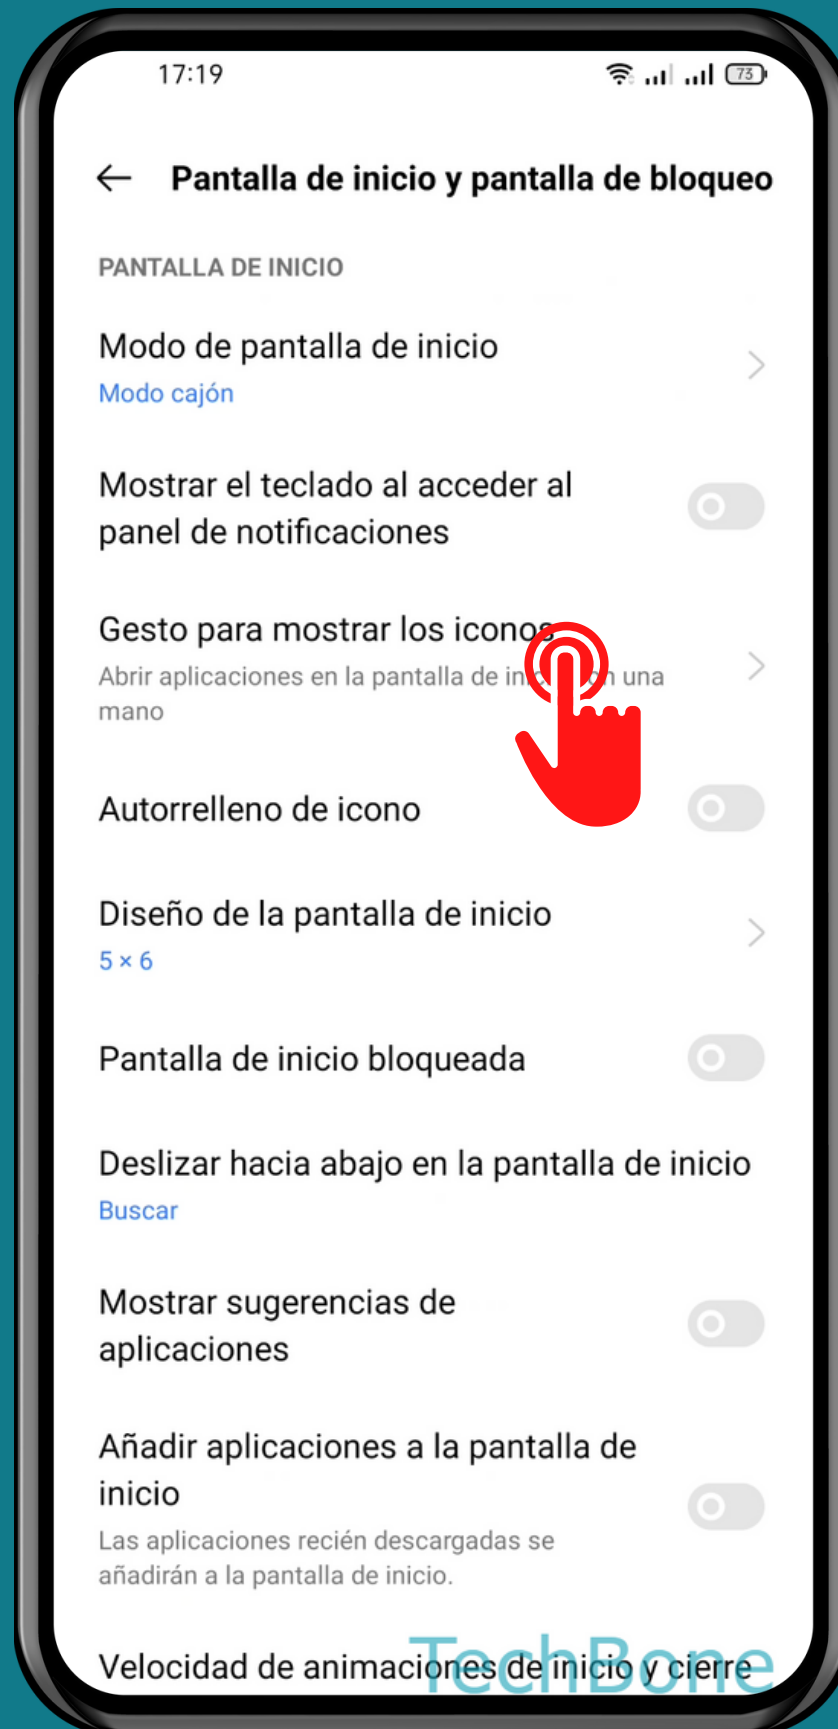 17:19
73
Pantalla de inicio y pantalla de bloqueo
PANTALLA DE INICIO
Modo de pantalla de inicio
Modo cajón
Mostrar el teclado al acceder al
panel de notificaciones
Gesto para mostrar los iconos
Abrir aplicaciones en la pantalla de inicio con una
mano
Autorrelleno de icono
Diseño de la pantalla de inicio
5 × 6
Pantalla de inicio bloqueada
Deslizar hacia abajo en la pantalla de inicio
Buscar
Mostrar sugerencias de
aplicaciones
Añadir aplicaciones a la pantalla de
inicio
Las aplicaciones recién descargadas se
añadirán a la pantalla de inicio.
Velocidad de animaciones de inicio y cierre
TechBone